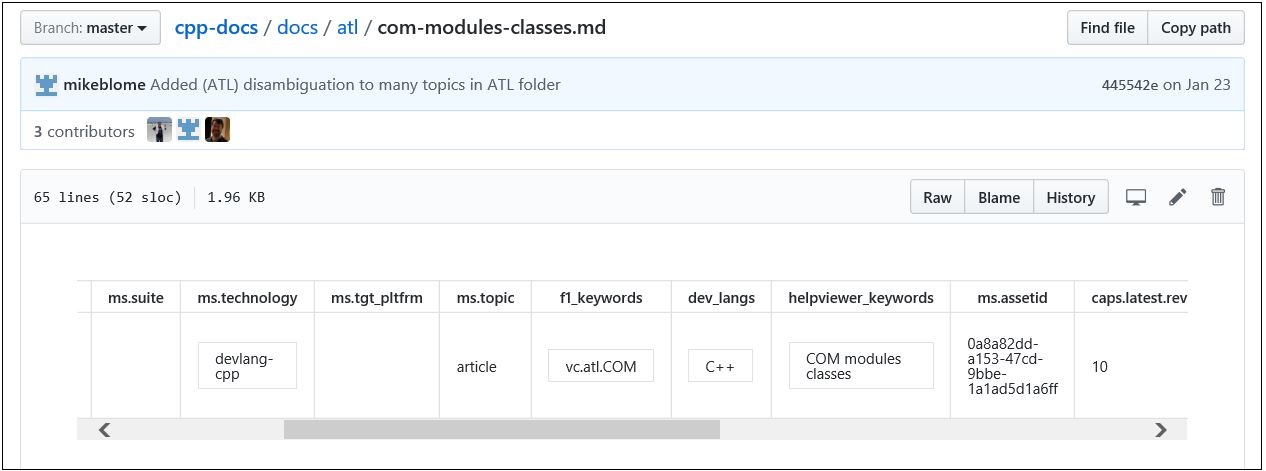 Branch: master cpp-docs / docs / atl / com-modules-classes.md Find file Copy path
mikeblome Added (ATL) disambiguation to many topics in ATL folder 445542e on Jan 23
3 contributors
65 lines (52 sloc) 1.96 KB Raw Blame History
ms.suite ms.technology ms.tgt_pltfrm ms.topic f1_keywords dev_langs helpviewer_keywords ms.assetid caps.latest.rev
devlang-
cpp
article
vc.atl.COM
C++
COM modules
classes
0a8a82dd-
a153-47cd-
9bbe-
1a1ad5d1a6ff
10